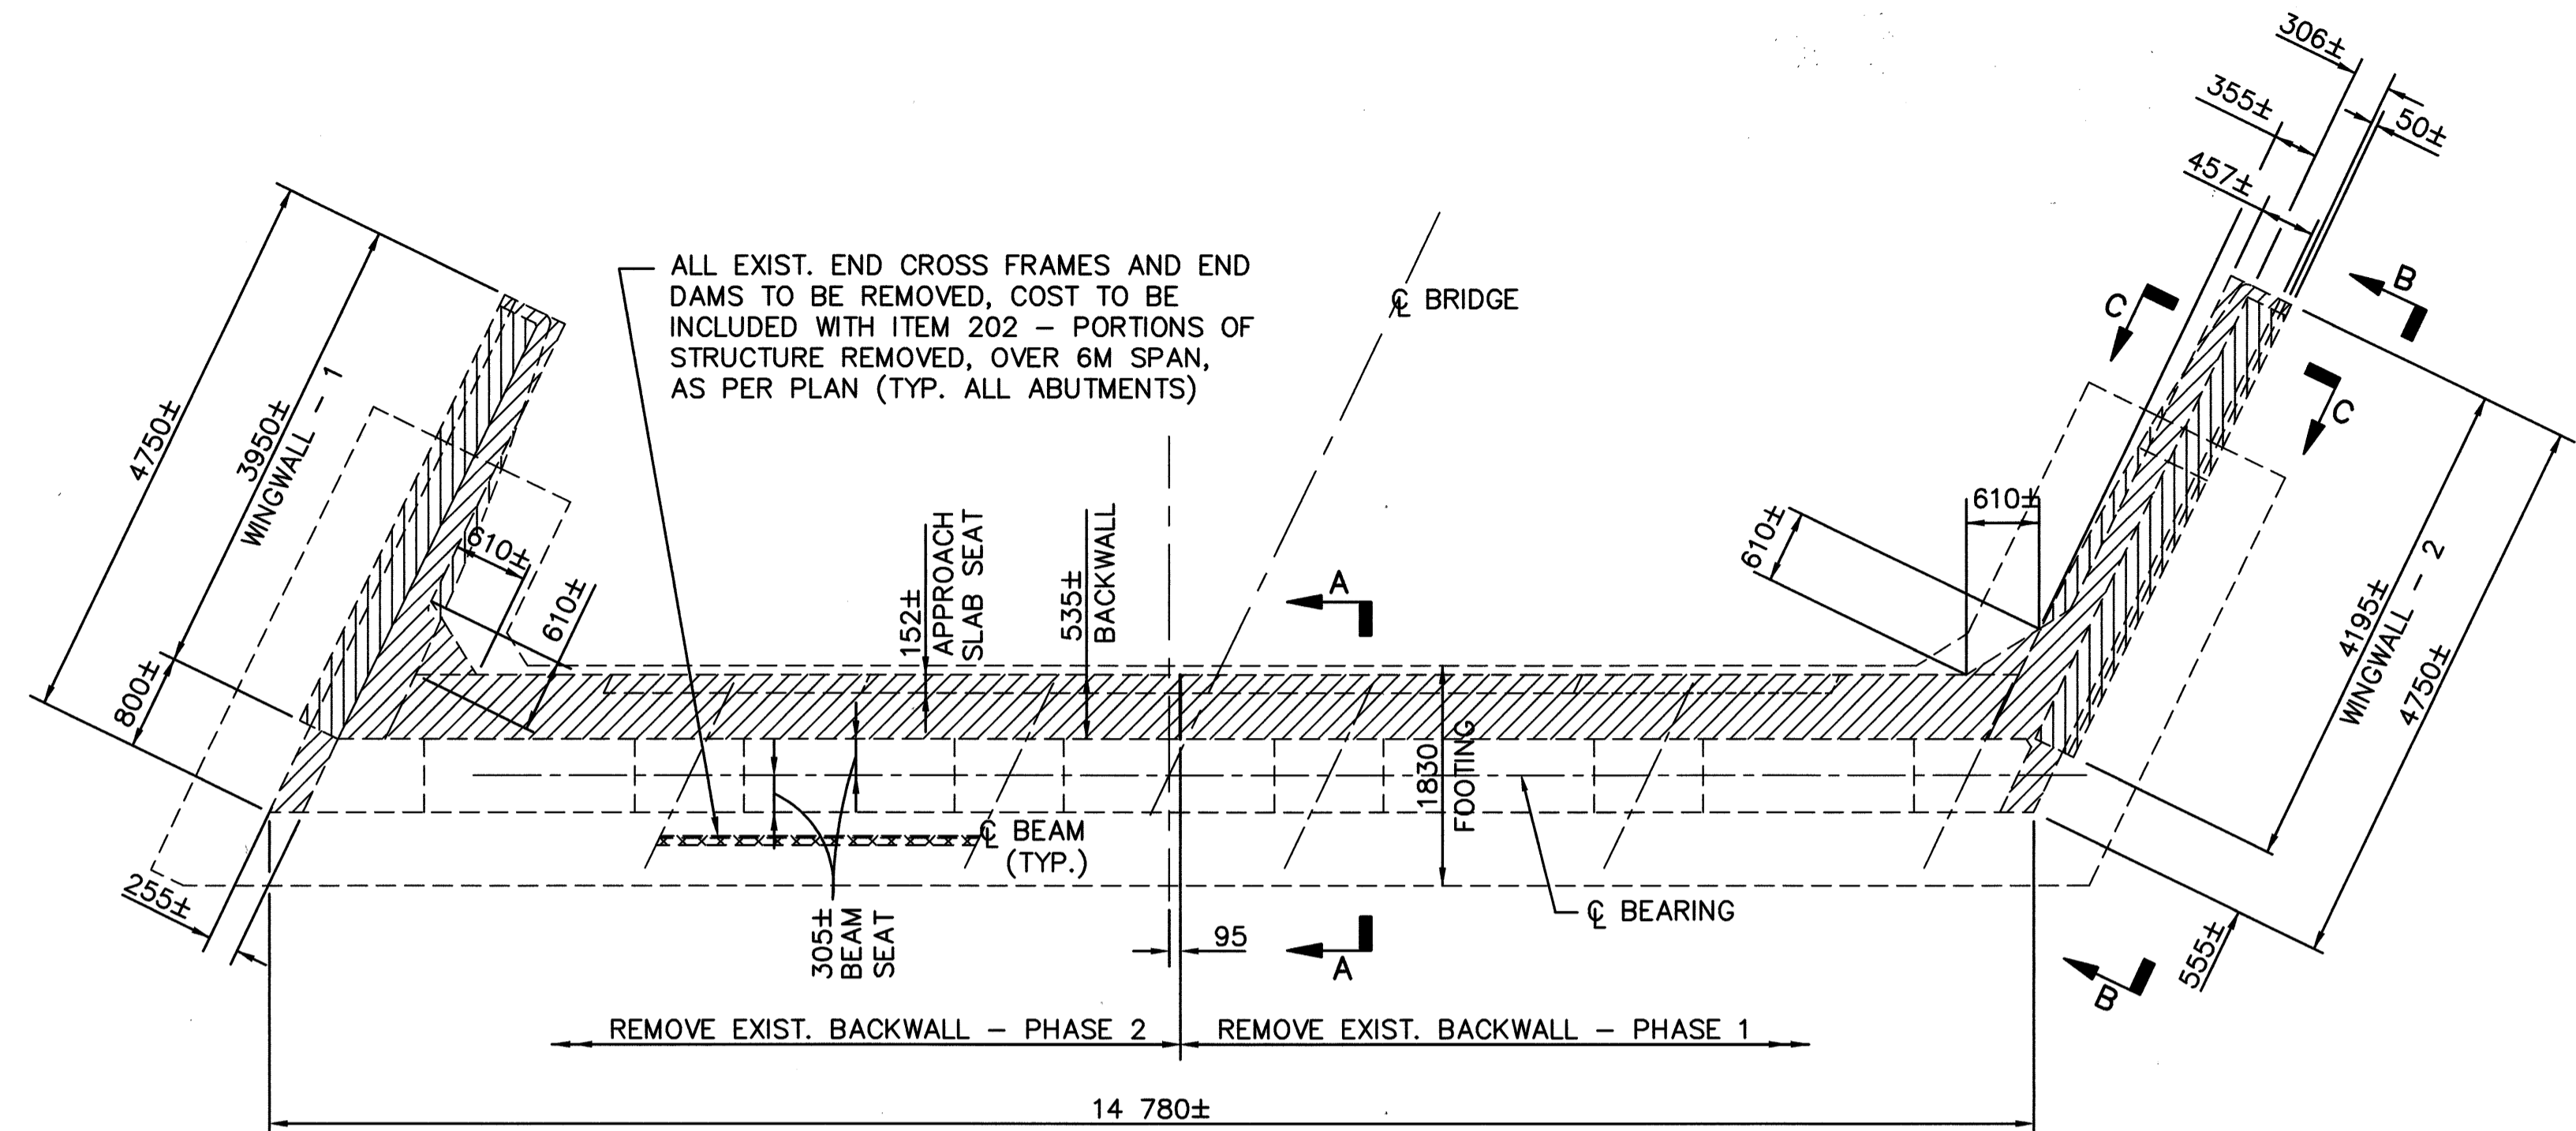 306±
355±
50±
457±
ALL EXIST. END CROSS FRAMES AND END
DAMS TO BE REMOVED, COST TO BE
INCLUDED WITH ITEM 202 – PORTIONS OF
STRUCTURE REMOVED, OVER 6M SPAN,
AS PER PLAN (TYP. ALL ABUTMENTS)
℄ BRIDGE
B
C
C
4750±
3950±
WINGWALL – 1
800±
610±
610±
152±
APPROACH
SLAB SEAT
535±
BACKWALL
A
610±
610±
4195±
WINGWALL – 2
4750±
1830
FOOTING
℄ BEAM
(TYP.)
255±
305±
BEAM
SEAT
95
A
℄ BEARING
555±
B
REMOVE EXIST. BACKWALL – PHASE 2
REMOVE EXIST. BACKWALL – PHASE 1
14 780±